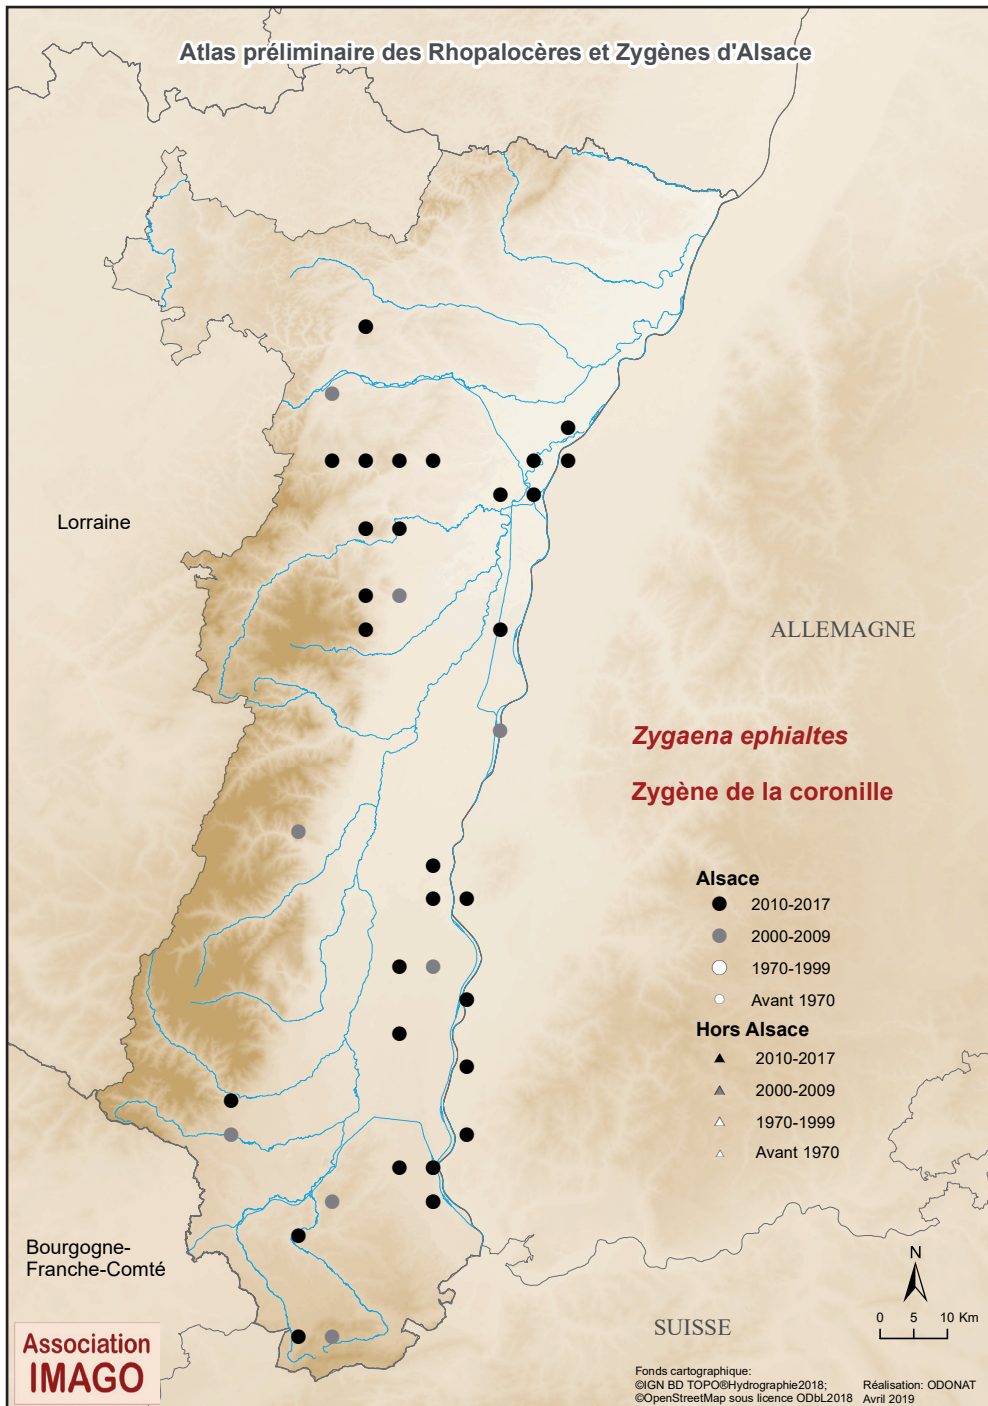 Atlas préliminaire des Rhopalocères et Zygènes d'Alsace
Lorraine
ALLEMAGNE
Zygaena ephialtes
Zygène de la coronille
Alsace
2010-2017
2000-2009
1970-1999
Avant 1970
Hors Alsace
2010-2017
2000-2009
1970-1999
Avant 1970
Bourgogne-
Franche-Comté
N
0 5 10 Km
SUISSE
Association
IMAGO
Fonds cartographique:
©IGN BD TOPO®Hydrographie2018;
©OpenStreetMap sous licence ODbL2018
Réalisation: ODONAT
Avril 2019